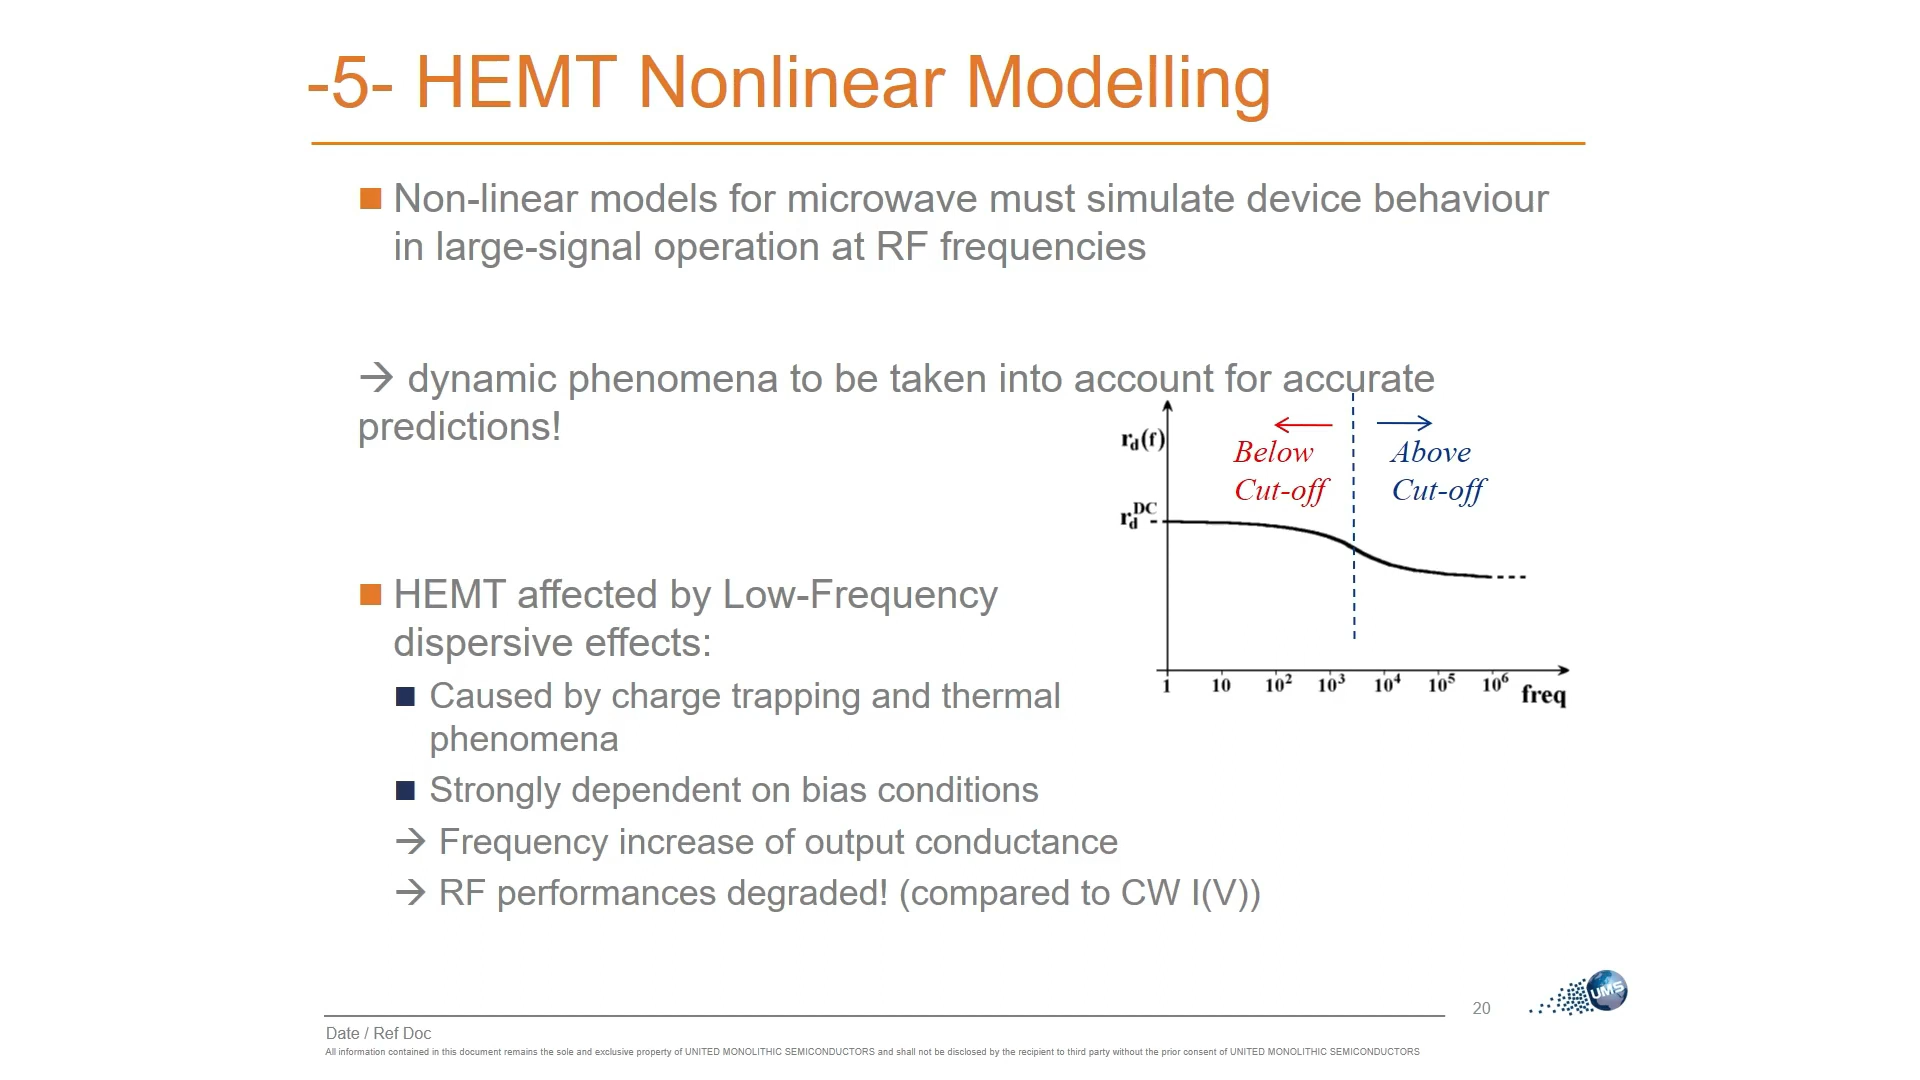 -5- HEMT Nonlinear Modelling
■ Non-linear models for microwave must simulate device behaviour
in large-signal operation at RF frequencies
→ dynamic phenomena to be taken into account for accurate
predictions!
r_d(f)
Below
Cut-off
Above
Cut-off
r_d^DC
1 10 10² 10³ 10⁴ 10⁵ 10⁶
freq
■ HEMT affected by Low-Frequency
dispersive effects:
■ Caused by charge trapping and thermal
phenomena
■ Strongly dependent on bias conditions
→ Frequency increase of output conductance
→ RF performances degraded! (compared to CW I(V))
20
UMS
Date / Ref Doc
All information contained in this document remains the sole and exclusive property of UNITED MONOLITHIC SEMICONDUCTORS and shall not be disclosed by the recipient to third party without the prior consent of UNITED MONOLITHIC SEMICONDUCTORS